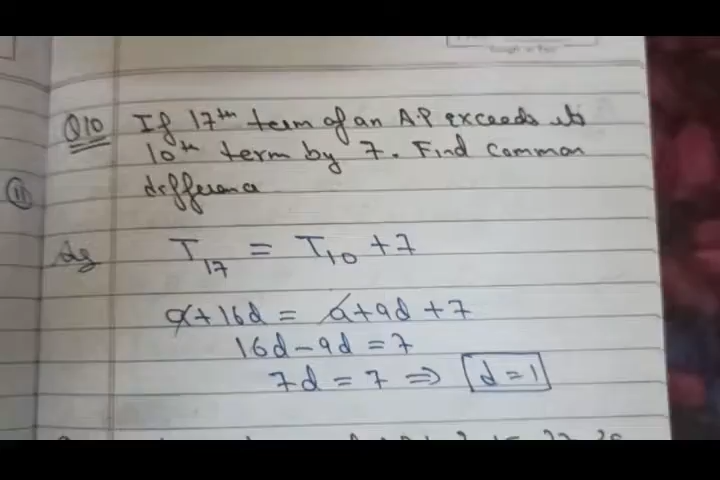 Q10 If 17th term of an A.P exceeds its
10th term by 7. Find common
11
difference
T17 = T10 + 7
a + 16d = a + 9d + 7
16d - 9d = 7
7d = 7 ⇒ d = 1